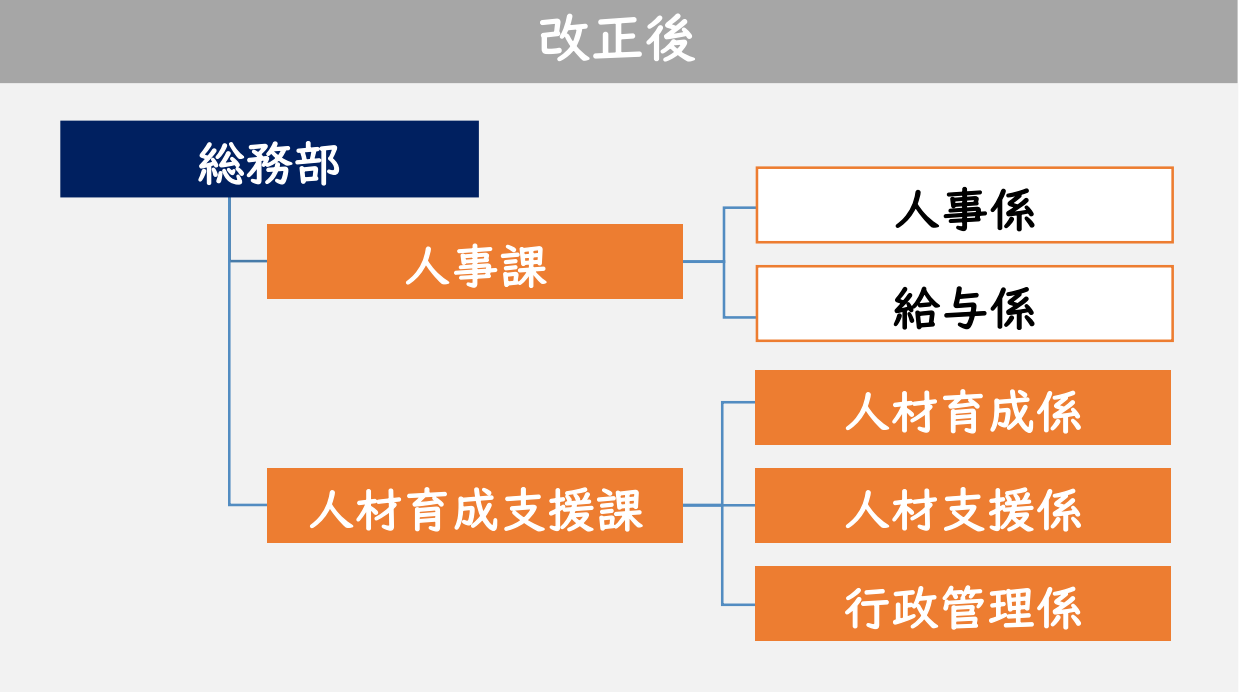 改正後
総務部
人事課
人事係
給与係
人材育成支援課
人材育成係
人材支援係
行政管理係